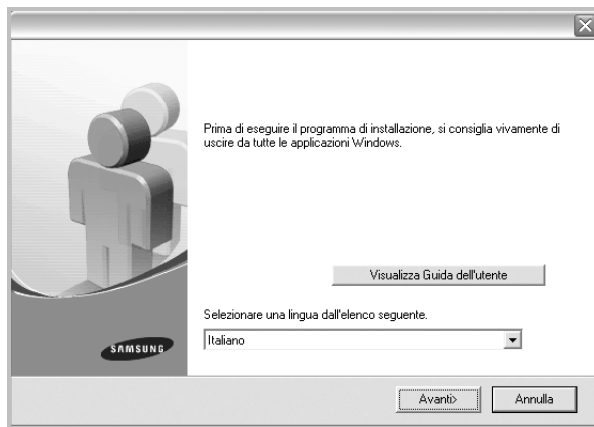 Prima di eseguire il programma di installazione, si consiglia vivamente di
uscire da tutte le applicazioni Windows.
Visualizza Guida dell'utente
Selezionare una lingua dall'elenco seguente.
Italiano
SAMSUNG
Avanti>
Annulla